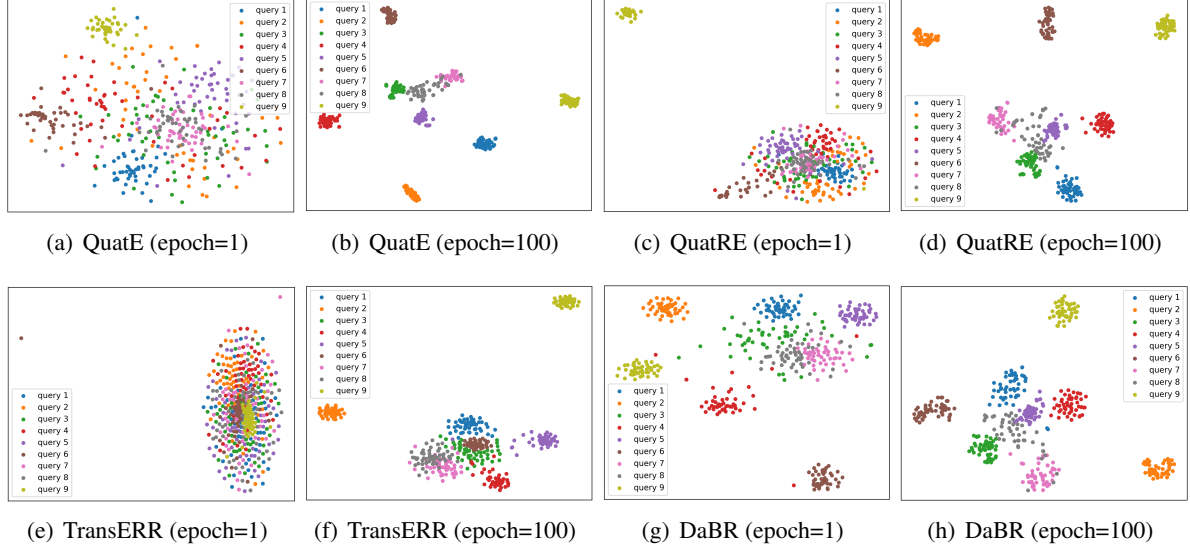 query 1
query 2
query 3
query 4
query 5
query 6
query 7
query 8
query 9
query 1
query 2
query 3
query 4
query 5
query 6
query 7
query 8
query 9
query 1
query 2
query 3
query 4
query 5
query 6
query 7
query 8
query 9
query 1
query 2
query 3
query 4
query 5
query 6
query 7
query 8
query 9
(a) QuatE (epoch=1)
(b) QuatE (epoch=100)
(c) QuatRE (epoch=1)
(d) QuatRE (epoch=100)
query 1
query 2
query 3
query 4
query 5
query 6
query 7
query 8
query 9
query 1
query 2
query 3
query 4
query 5
query 6
query 7
query 8
query 9
query 1
query 2
query 3
query 4
query 5
query 6
query 7
query 8
query 9
query 1
query 2
query 3
query 4
query 5
query 6
query 7
query 8
query 9
(e) TransERR (epoch=1)
(f) TransERR (epoch=100)
(g) DaBR (epoch=1)
(h) DaBR (epoch=100)